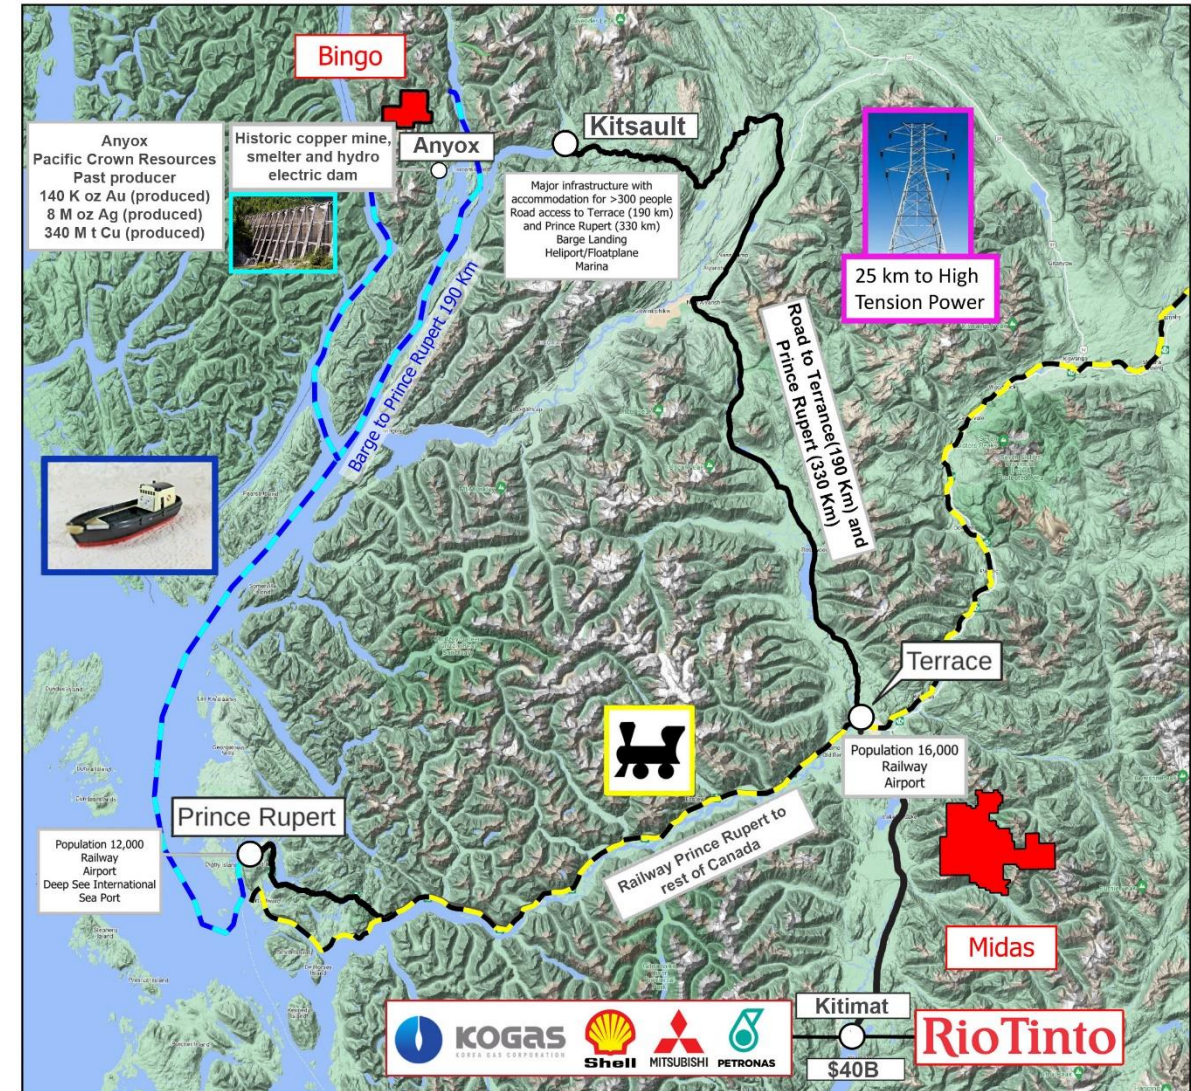 Bingo
Anyox
Pacific Crown Resources
Past producer
140 K oz Au (produced)
8 M oz Ag (produced)
340 M t Cu (produced)
Historic copper mine,
smelter and hydro
electric dam
Anyox
Kitsault
Major infrastructure with
accommodation for >300 people
Road access to Terrace (190 km)
and Prince Rupert (330 km)
Barge Landing
Heliport/Floatplane
Marina
25 km to High
Tension Power
Barge to Prince Rupert 190 Km
Road to Terrance(190 Km) and
Prince Rupert (330 Km)
Terrace
Population 16,000
Railway
Airport
Prince Rupert
Population 12,000
Railway
Airport
Deep See International
Sea Port
Railway Prince Rupert to
rest of Canada
Midas
Kitimat
$40B
KOGAS
KOREA GAS CORPORATION
Shell
MITSUBISHI
PETRONAS
RioTinto